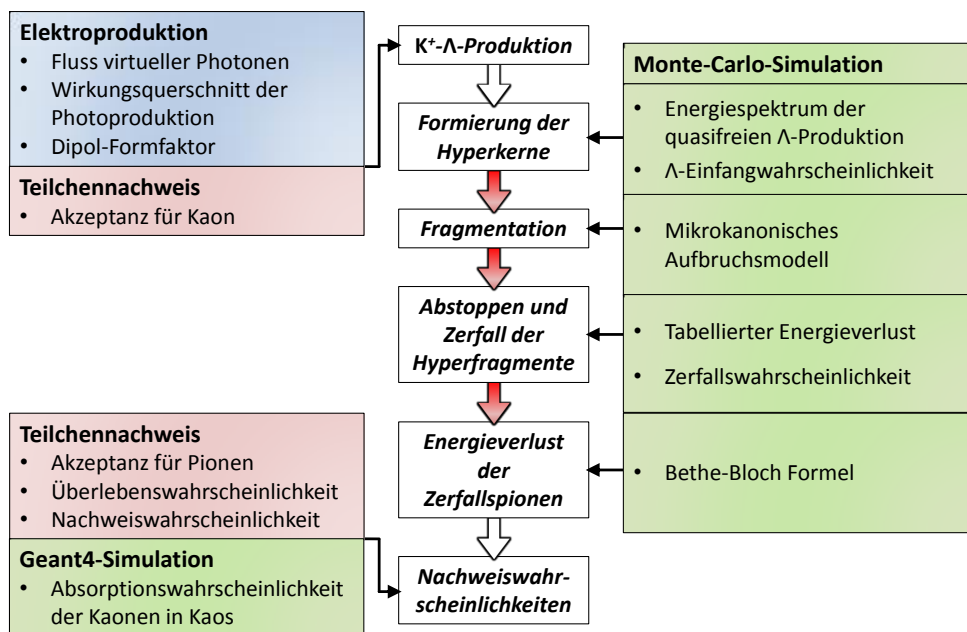 Elektroproduktion
• Fluss virtueller Photonen
• Wirkungsquerschnitt der
Photoproduktion
• Dipol-Formfaktor
Teilchennachweis
• Akzeptanz für Kaon
K⁺-Λ-Produktion
Formierung der
Hyperkerne
Fragmentation
Abstoppen und
Zerfall der
Hyperfragmente
Energieverlust
der
Zerfallspionen
Nachweiswahr-
scheinlichkeiten
Monte-Carlo-Simulation
• Energiespektrum der
quasifreien Λ-Produktion
• Λ-Einfangwahrscheinlichkeit
• Mikrokanonisches
Aufbruchsmodell
• Tabellierter Energieverlust
• Zerfallswahrscheinlichkeit
• Bethe-Bloch Formel
Teilchennachweis
• Akzeptanz für Pionen
• Überlebenswahrscheinlichkeit
• Nachweiswahrscheinlichkeit
Geant4-Simulation
• Absorptionswahrscheinlichkeit
der Kaonen in Kaos